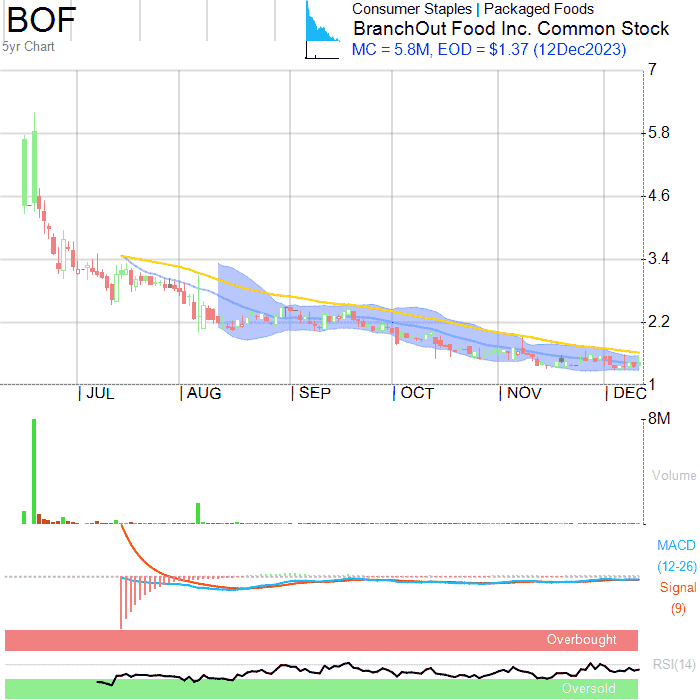 BOF
5yr Chart
Consumer Staples | Packaged Foods
BranchOut Food Inc. Common Stock
MC = 5.8M, EOD = $1.37 (12Dec2023)
7
5.8
4.6
3.4
2.2
1
JUL
AUG
SEP
OCT
NOV
DEC
8M
Volume
MACD
(12-26)
Signal
(9)
Overbought
RSI(14)
Oversold